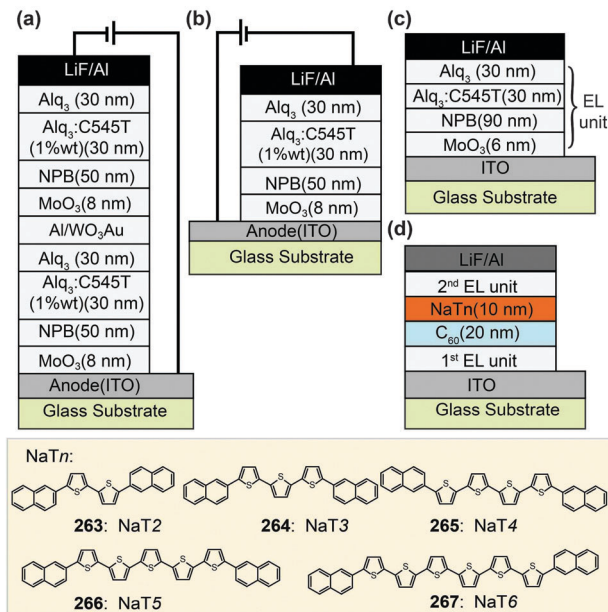 (a)
LiF/Al
Alq3 (30 nm)
Alq3:C545T
(1%wt)(30 nm)
NPB(50 nm)
MoO3(8 nm)
Al/WO3Au
Alq3 (30 nm)
Alq3:C545T
(1%wt)(30 nm)
NPB(50 nm)
MoO3(8 nm)
Anode(ITO)
Glass Substrate
(b)
LiF/Al
Alq3 (30 nm)
Alq3:C545T
(1%wt)(30 nm)
NPB(50 nm)
MoO3(8 nm)
Anode(ITO)
Glass Substrate
(c)
LiF/Al
Alq3 (30 nm)
Alq3:C545T(30 nm)
NPB(90 nm)
MoO3(6 nm)
EL
unit
ITO
Glass Substrate
(d)
LiF/Al
2nd EL unit
NaTn(10 nm)
C60(20 nm)
1st EL unit
ITO
Glass Substrate
NaTn:
S
S
263: NaT2
S
S
S
264: NaT3
S
S
S
S
265: NaT4
S
S
S
S
S
266: NaT5
S
S
S
S
S
S
267: NaT6